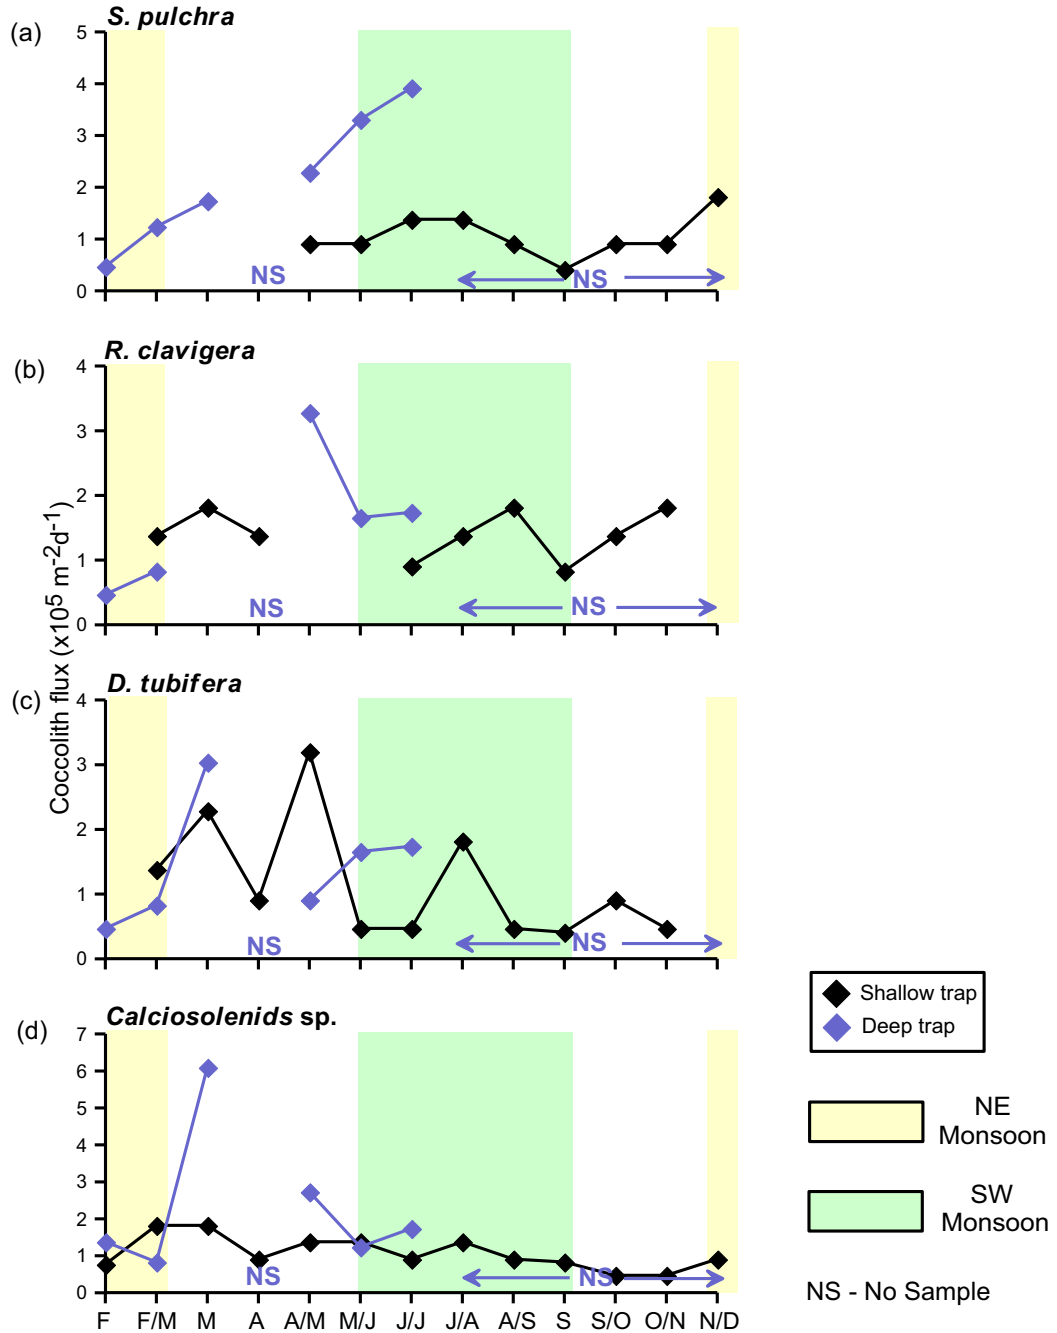 (a)
S. pulchra
5
4
3
2
1
0
NS
NS
(b)
R. clavigera
4
3
2
1
0
NS
NS
Coccolith flux (x10⁵ m⁻²d⁻¹)
(c)
D. tubifera
4
3
2
1
0
NS
NS
(d)
Calciosolenids sp.
7
6
5
4
3
2
1
0
NS
NS
F F/M M A A/M M/J J/J J/A A/S S S/O O/N N/D
Shallow trap
Deep trap
NE
Monsoon
SW
Monsoon
NS - No Sample